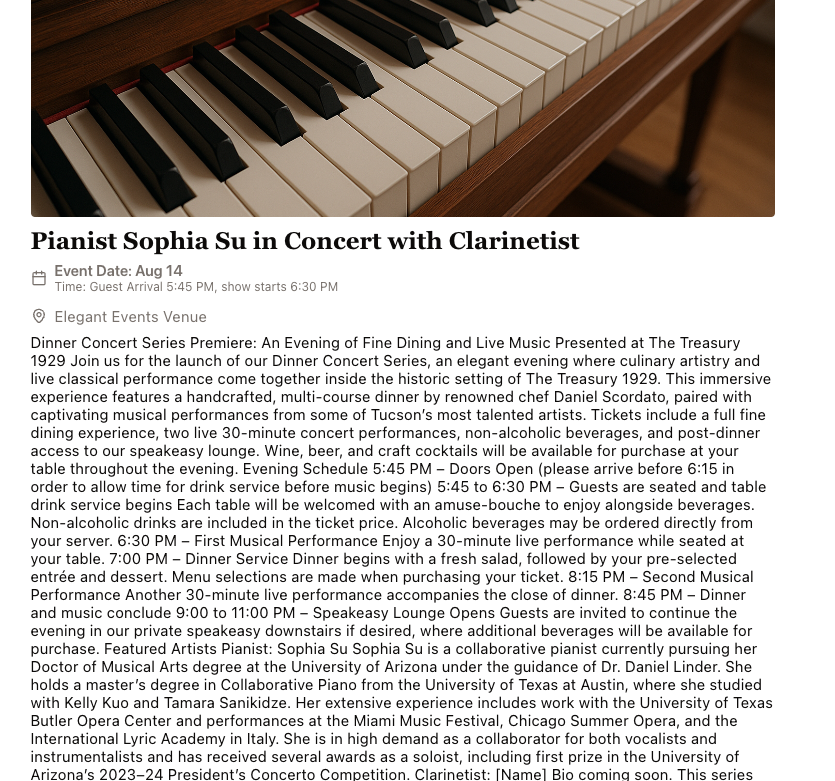 Pianist Sophia Su in Concert with Clarinetist
Event Date: Aug 14
Time: Guest Arrival 5:45 PM, show starts 6:30 PM
Elegant Events Venue
Dinner Concert Series Premiere: An Evening of Fine Dining and Live Music Presented at The Treasury
1929 Join us for the launch of our Dinner Concert Series, an elegant evening where culinary artistry and
live classical performance come together inside the historic setting of The Treasury 1929. This immersive
experience features a handcrafted, multi-course dinner by renowned chef Daniel Scordato, paired with
captivating musical performances from some of Tucson’s most talented artists. Tickets include a full fine
dining experience, two live 30-minute concert performances, non-alcoholic beverages, and post-dinner
access to our speakeasy lounge. Wine, beer, and craft cocktails will be available for purchase at your
table throughout the evening. Evening Schedule 5:45 PM – Doors Open (please arrive before 6:15 in
order to allow time for drink service before music begins) 5:45 to 6:30 PM – Guests are seated and table
drink service begins Each table will be welcomed with an amuse-bouche to enjoy alongside beverages.
Non-alcoholic drinks are included in the ticket price. Alcoholic beverages may be ordered directly from
your server. 6:30 PM – First Musical Performance Enjoy a 30-minute live performance while seated at
your table. 7:00 PM – Dinner Service Dinner begins with a fresh salad, followed by your pre-selected
entrée and dessert. Menu selections are made when purchasing your ticket. 8:15 PM – Second Musical
Performance Another 30-minute live performance accompanies the close of dinner. 8:45 PM – Dinner
and music conclude 9:00 to 11:00 PM – Speakeasy Lounge Opens Guests are invited to continue the
evening in our private speakeasy downstairs if desired, where additional beverages will be available for
purchase. Featured Artists Pianist: Sophia Su Sophia Su is a collaborative pianist currently pursuing her
Doctor of Musical Arts degree at the University of Arizona under the guidance of Dr. Daniel Linder. She
holds a master’s degree in Collaborative Piano from the University of Texas at Austin, where she studied
with Kelly Kuo and Tamara Sanikidze. Her extensive experience includes work with the University of Texas
Butler Opera Center and performances at the Miami Music Festival, Chicago Summer Opera, and the
International Lyric Academy in Italy. She is in high demand as a collaborator for both vocalists and
instrumentalists and has received several awards as a soloist, including first prize in the University of
Arizona’s 2023–24 President’s Concerto Competition. Clarinetist: [Name] Bio coming soon. This series